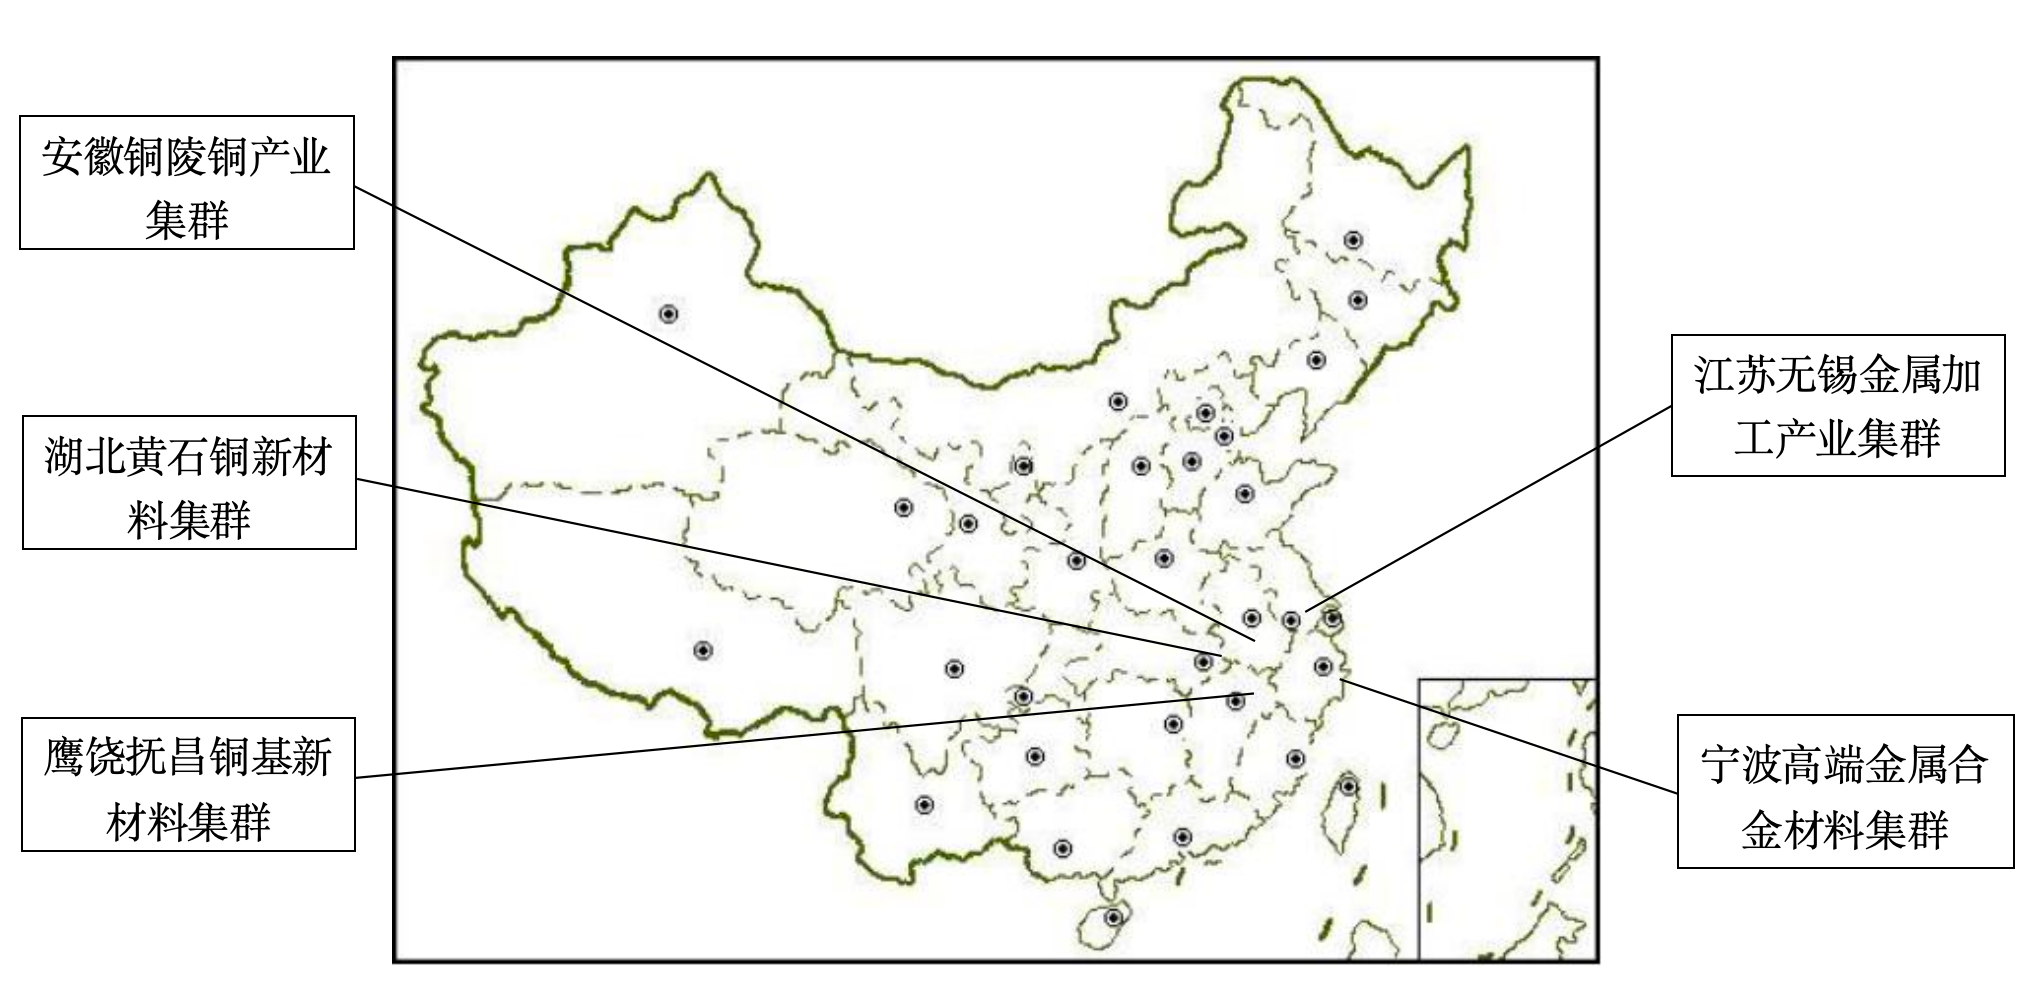 安徽铜陵铜产业
集群
湖北黄石铜新材
料集群
鹰饶抚昌铜基新
材料集群
江苏无锡金属加
工产业集群
宁波高端金属合
金材料集群